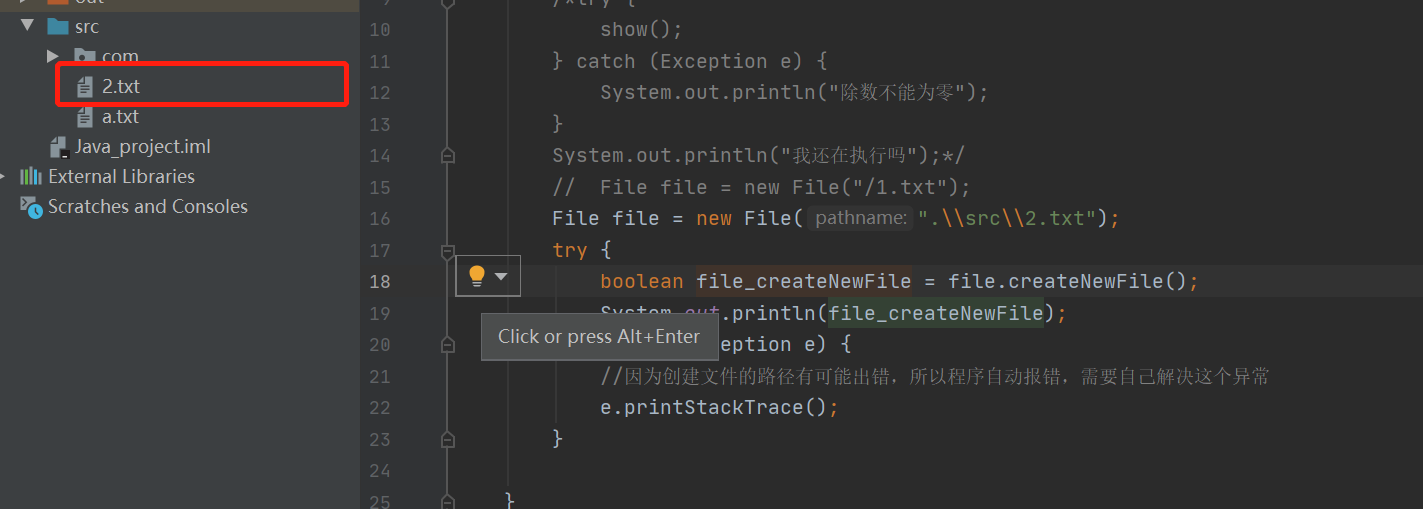 out
src
com
2.txt
a.txt
Java_project.iml
External Libraries
Scratches and Consoles
9 /*try {
10 show();
11 } catch (Exception e) {
12 System.out.println("除数不能为零");
13 }
14 System.out.println("我还在执行吗");*/
15 //  File file = new File("/1.txt");
16 File file = new File( pathname: ".\\src\\2.txt");
17 try {
18 boolean file_createNewFile = file.createNewFile();
19 System.out.println(file_createNewFile);
Click or press Alt+Enter
20 eption e) {
21 //因为创建文件的路径有可能出错，所以程序自动报错，需要自己解决这个异常
22 e.printStackTrace();
23 }
24
25 }